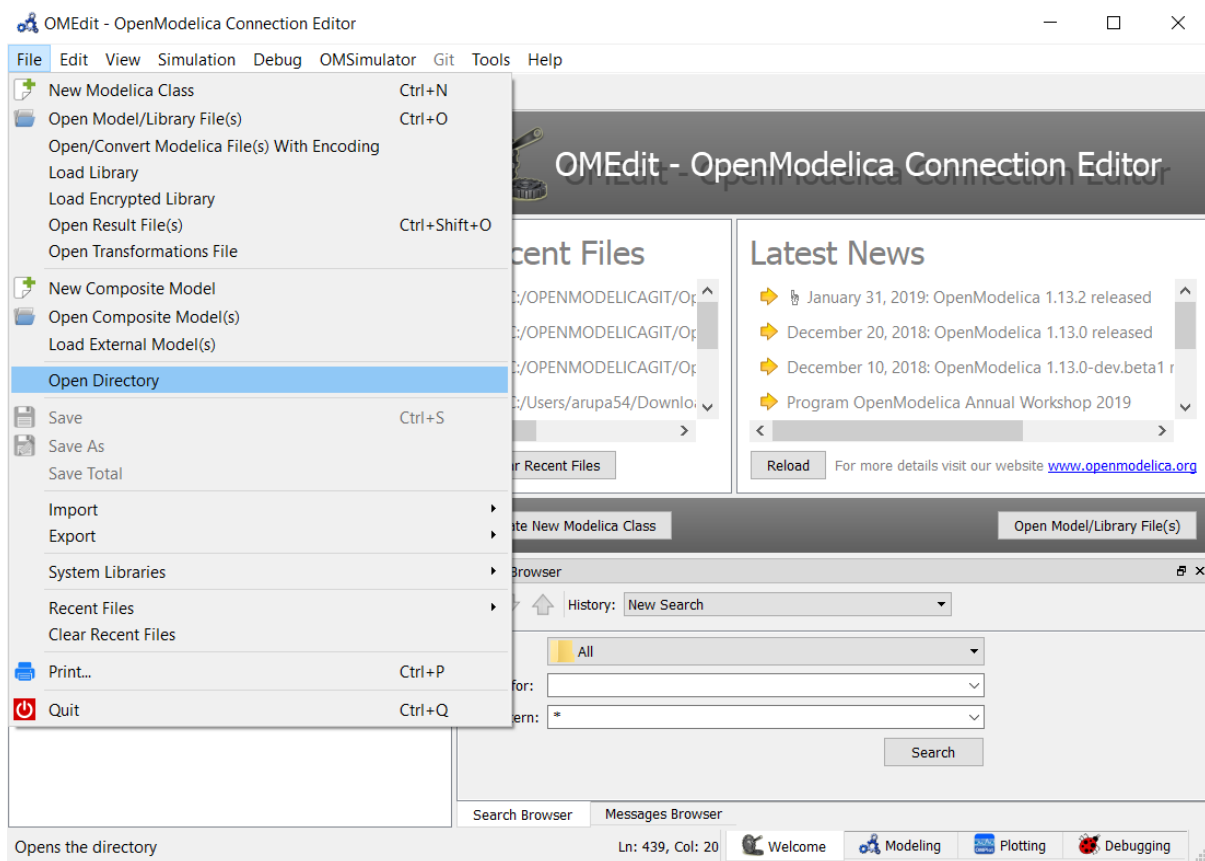 OMEdit - OpenModelica Connection Editor
File Edit View Simulation Debug OMSimulator Git Tools Help
New Modelica Class Ctrl+N
Open Model/Library File(s) Ctrl+O
Open/Convert Modelica File(s) With Encoding
Load Library
Load Encrypted Library
Open Result File(s) Ctrl+Shift+O
Open Transformations File
New Composite Model
Open Composite Model(s)
Load External Model(s)
Open Directory
Save Ctrl+S
Save As
Save Total
Import
Export
System Libraries
Recent Files
Clear Recent Files
Print... Ctrl+P
Quit Ctrl+Q
OMEdit - OpenModelica Connection Editor
cent Files
:/OPENMODELICAGIT/Op
:/OPENMODELICAGIT/Op
:/OPENMODELICAGIT/Op
:/Users/arupa54/Downlo
r Recent Files
Latest News
January 31, 2019: OpenModelica 1.13.2 released
December 20, 2018: OpenModelica 1.13.0 released
December 10, 2018: OpenModelica 1.13.0-dev.beta1 r
Program OpenModelica Annual Workshop 2019
Reload For more details visit our website www.openmodelica.org
ate New Modelica Class Open Model/Library File(s)
Browser
History: New Search
All
for:
ern: *
Search
Search Browser Messages Browser
Opens the directory Ln: 439, Col: 20 Welcome Modeling Plotting Debugging